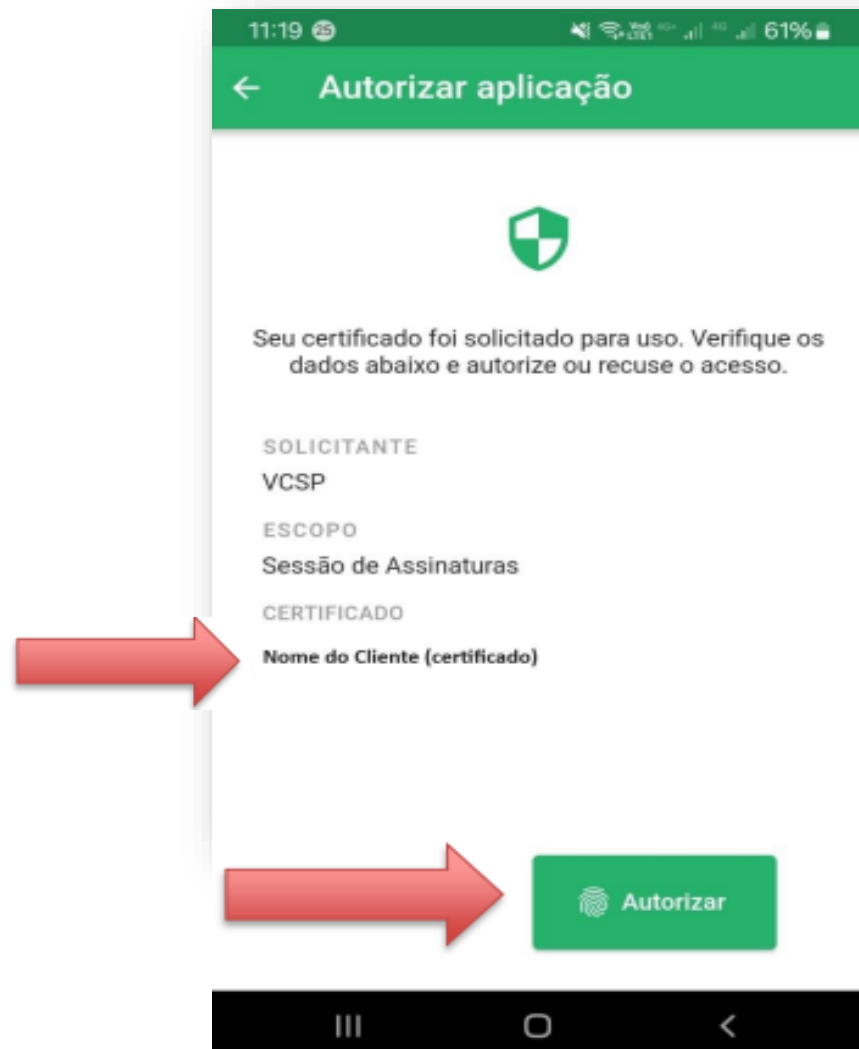 11:19 25 61%
Autorizar aplicação
Seu certificado foi solicitado para uso. Verifique os
dados abaixo e autorize ou recuse o acesso.
SOLICITANTE
VCSP
ESCOPO
Sessão de Assinaturas
CERTIFICADO
Nome do Cliente (certificado)
Autorizar